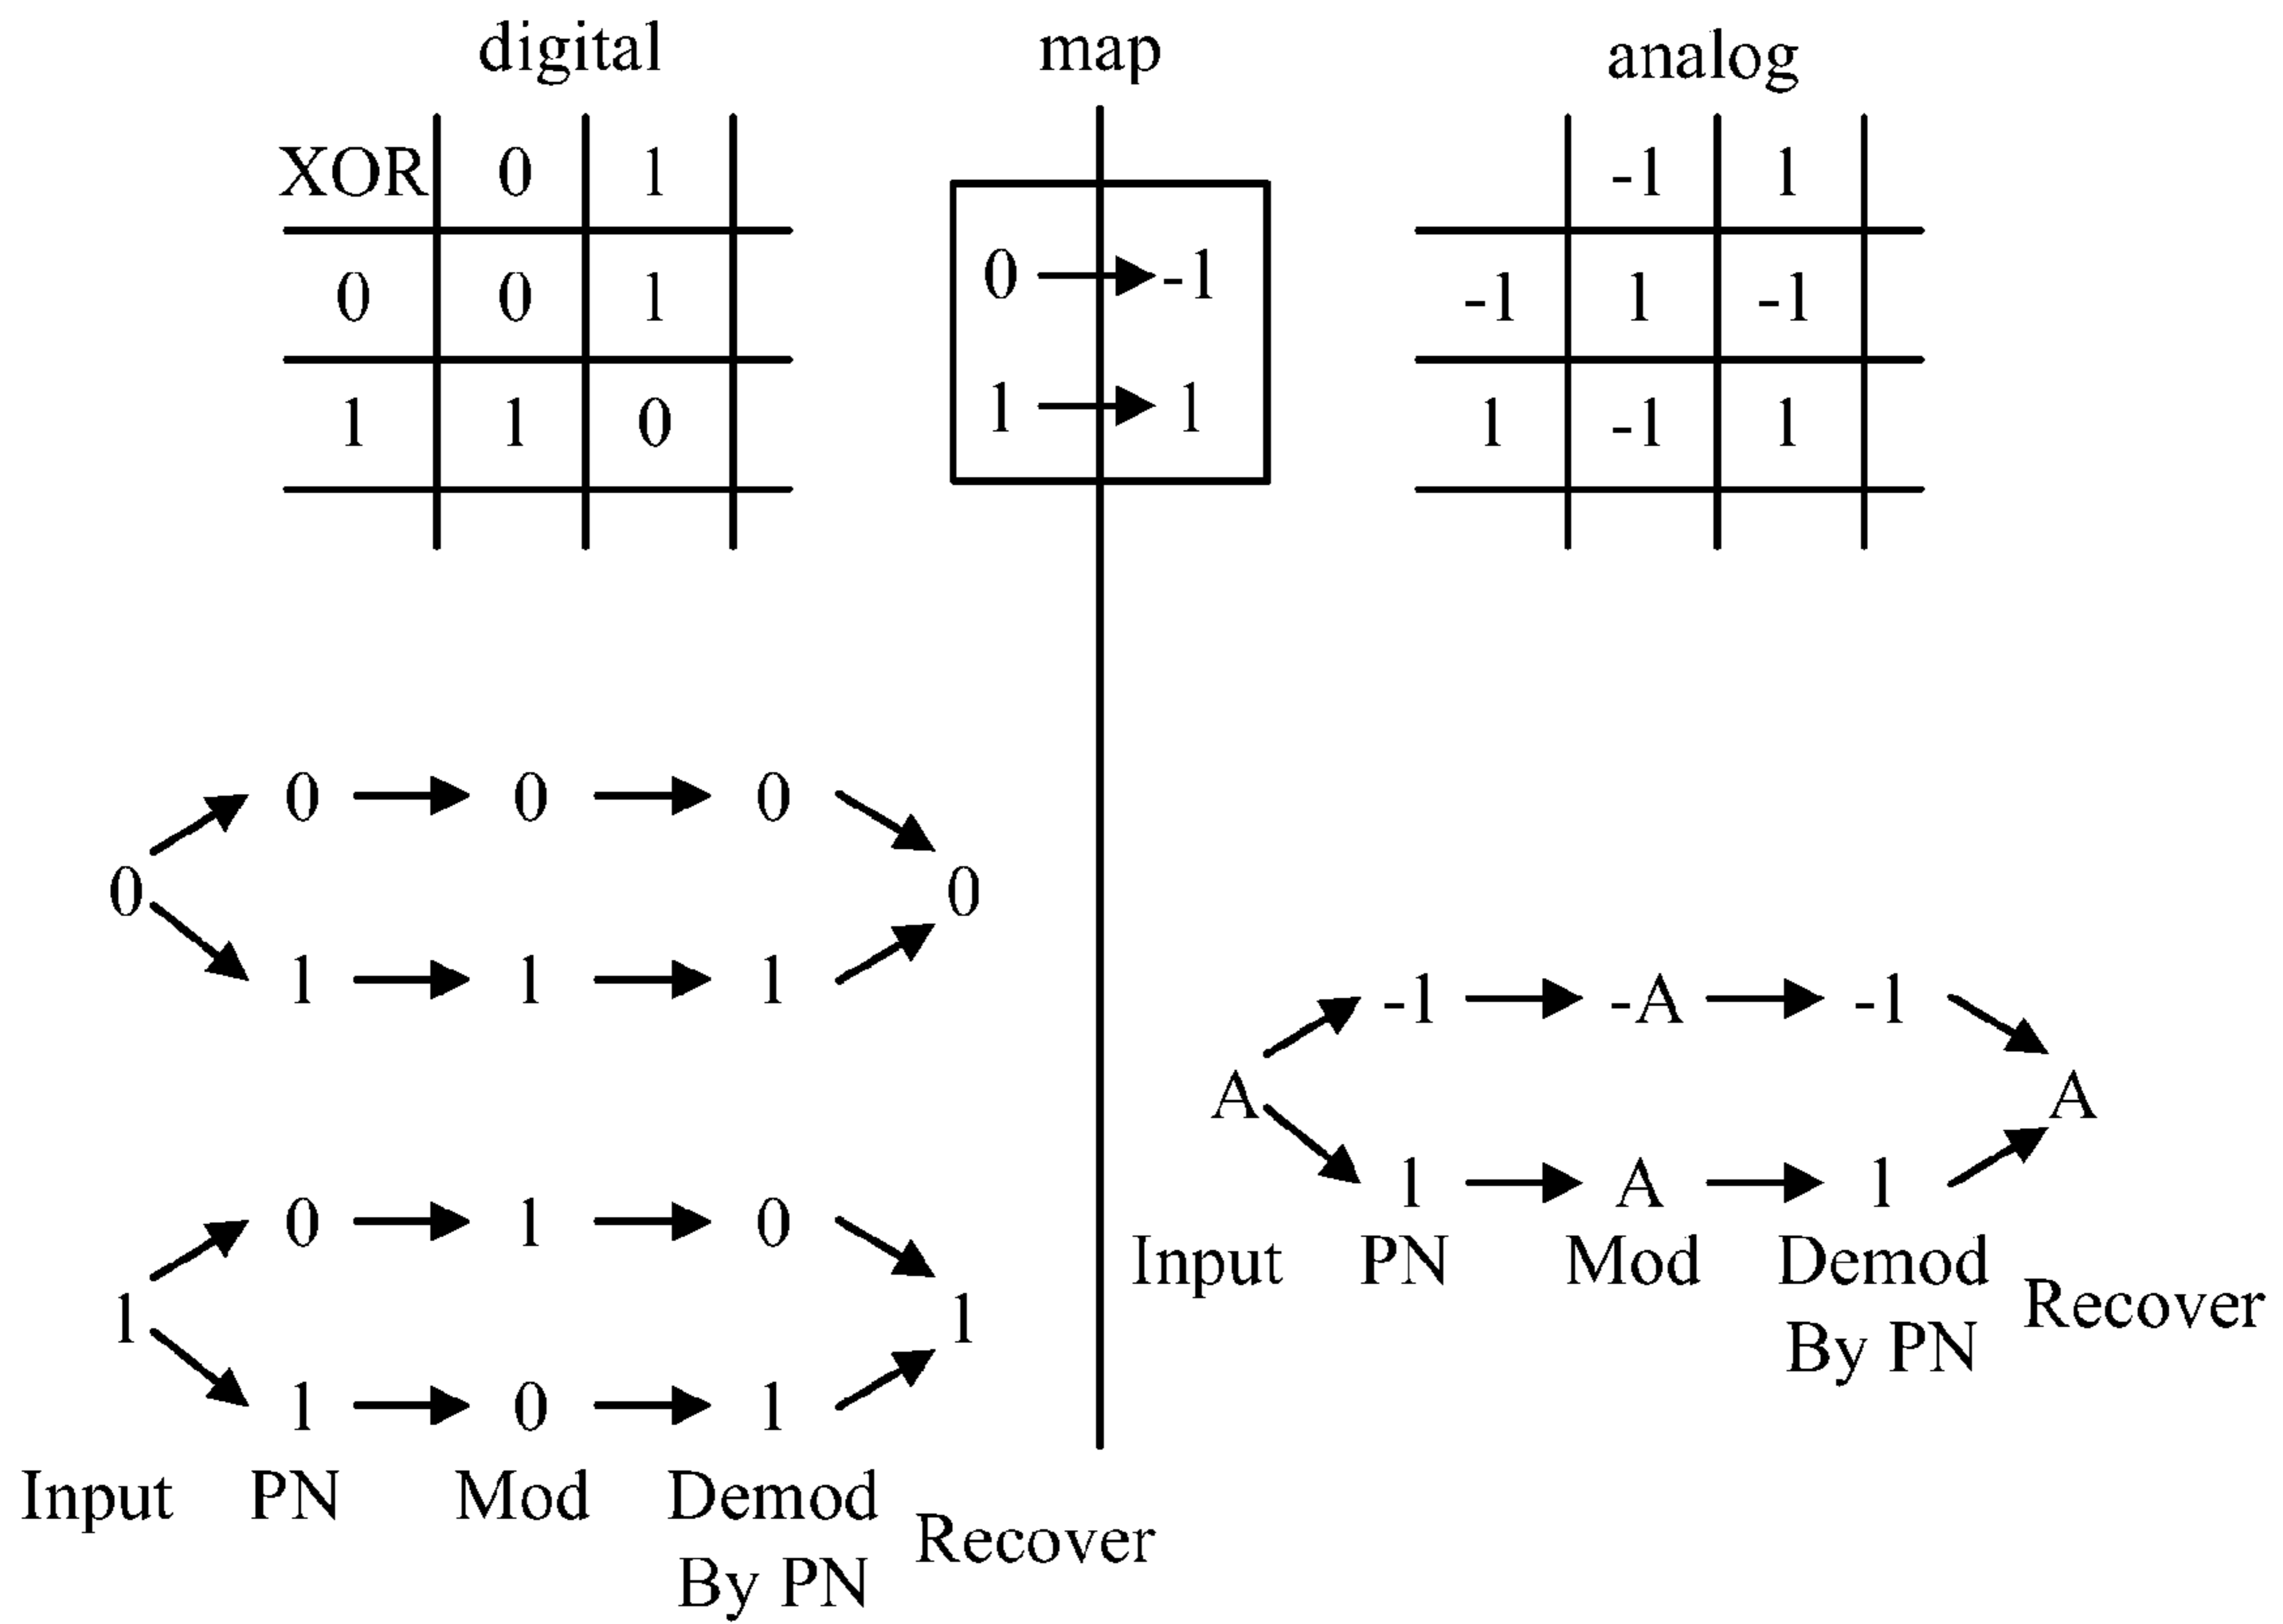 digital
map
analog
XOR 0 1
0 0 1
1 1 0
0 -1
1 1
-1 1
-1 1 -1
1 -1 1
0 0 0
0 0
1 1 1
0 1 0
1 1
1 0 1
Input PN Mod Demod
By PN
Recover
-1 -A -1
A A
1 A 1
Input PN Mod Demod
By PN
Recover